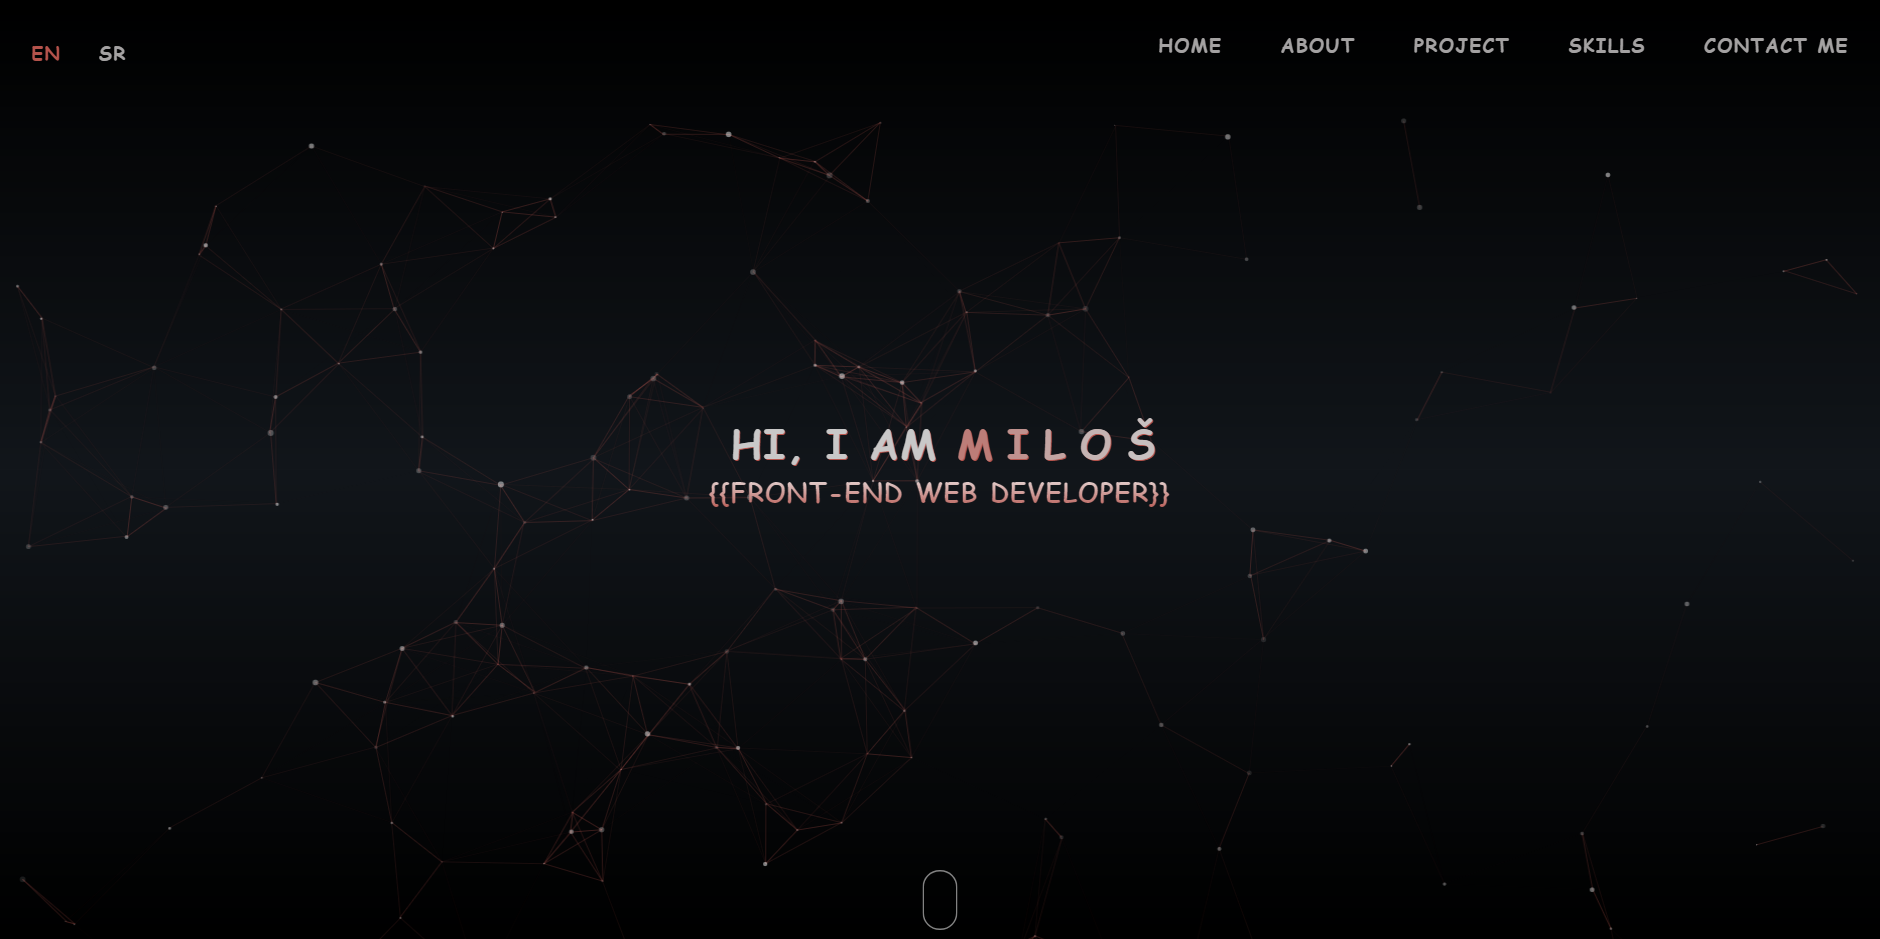 EN SR
HOME ABOUT PROJECT SKILLS CONTACT ME
HI, I AM MILOŠ
{{FRONT-END WEB DEVELOPER}}